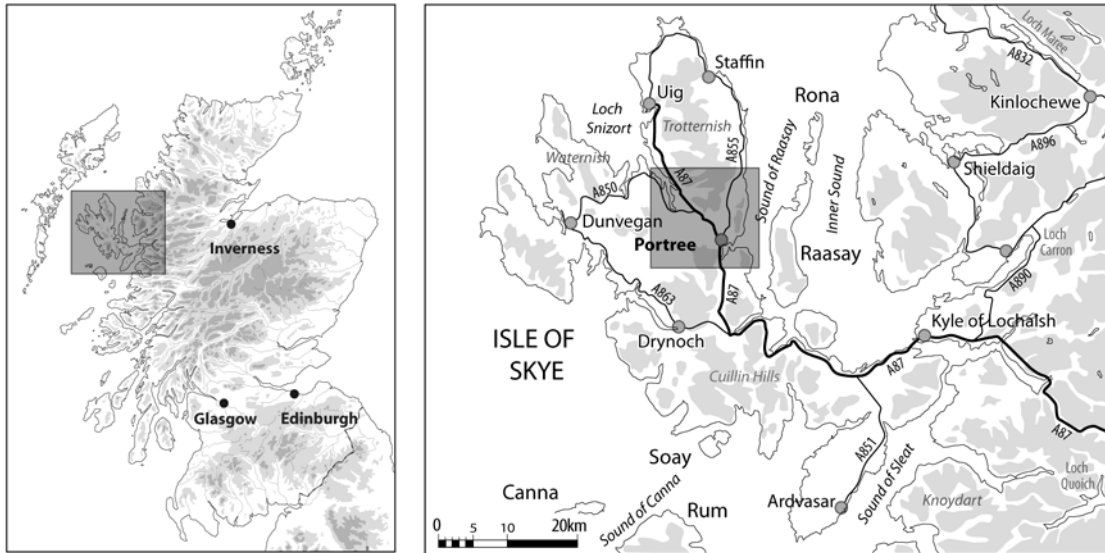 Inverness
Glasgow
Edinburgh
Loch Maree
A832
Staffin
Uig
Rona
Kinlochewe
Loch
Snizort
Trotternish
A855
Sound of Raasay
A896
Waternish
A87
Inner Sound
Shieldaig
A850
Dunvegan
Portree
Raasay
Loch
Carron
A890
A863
A87
Kyle of Lochalsh
ISLE OF
SKYE
Drynoch
Cuillin Hills
A87
A87
A851
Soay
Sound of Sleat
Loch
Quoich
Canna
Sound of Canna
Rum
Ardvasar
Knoydart
0 5 10 20km